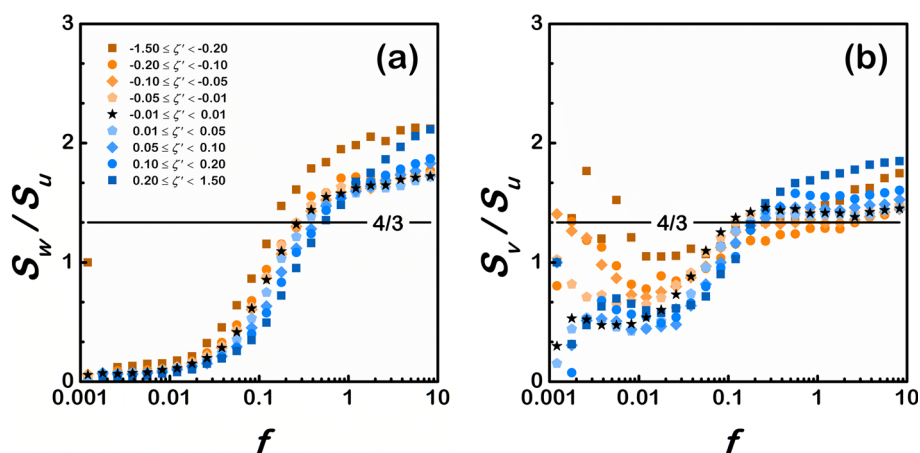 (a)
3
2
1
0
S_w / S_u
-1.50 ≤ ζ' < -0.20
-0.20 ≤ ζ' < -0.10
-0.10 ≤ ζ' < -0.05
-0.05 ≤ ζ' < -0.01
-0.01 ≤ ζ' < 0.01
0.01 ≤ ζ' < 0.05
0.05 ≤ ζ' < 0.10
0.10 ≤ ζ' < 0.20
0.20 ≤ ζ' < 1.50
4/3
0.001 0.01 0.1 1 10
f
(b)
3
2
1
0
S_v / S_u
4/3
0.001 0.01 0.1 1 10
f